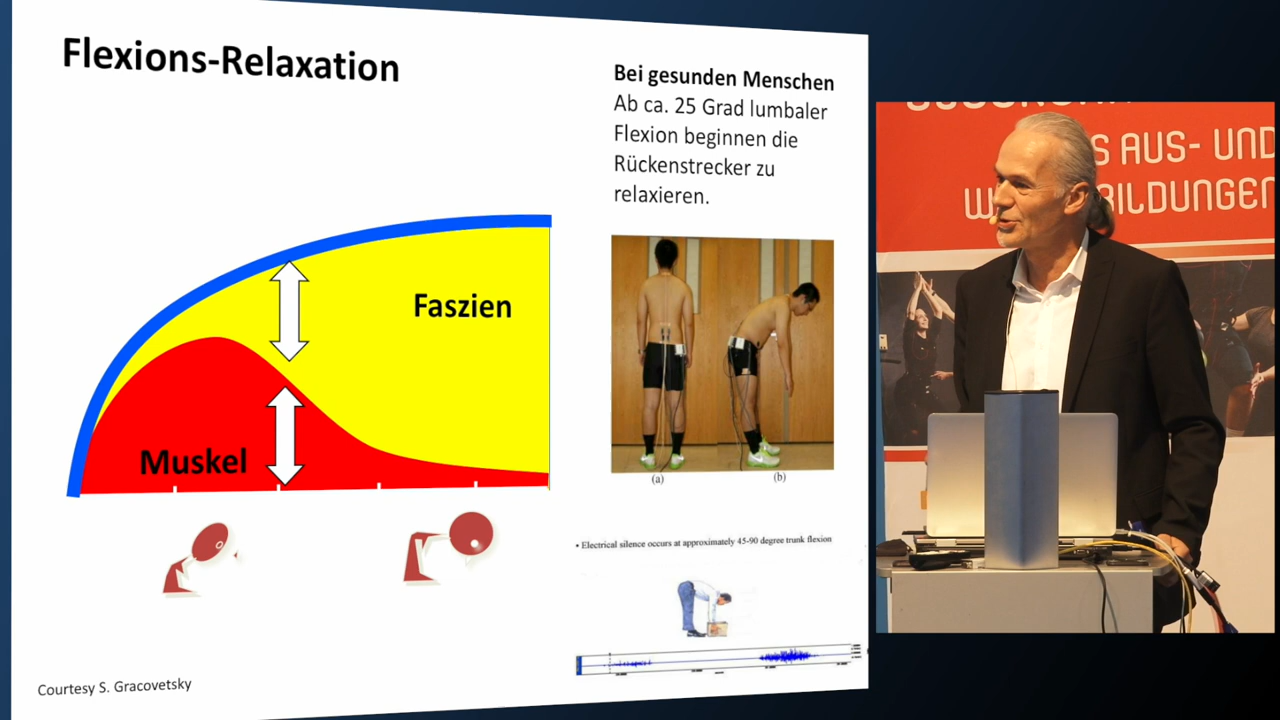 Flexions-Relaxation
Bei gesunden Menschen
Ab ca. 25 Grad lumbaler
Flexion beginnen die
Rückenstrecker zu
relaxieren.
Faszien
Muskel
(a)
(b)
• Electrical silence occurs at approximately 45-90 degree trunk flexion
Courtesy S. Gracovetsky
S AUS- UND
BILDUNGEN